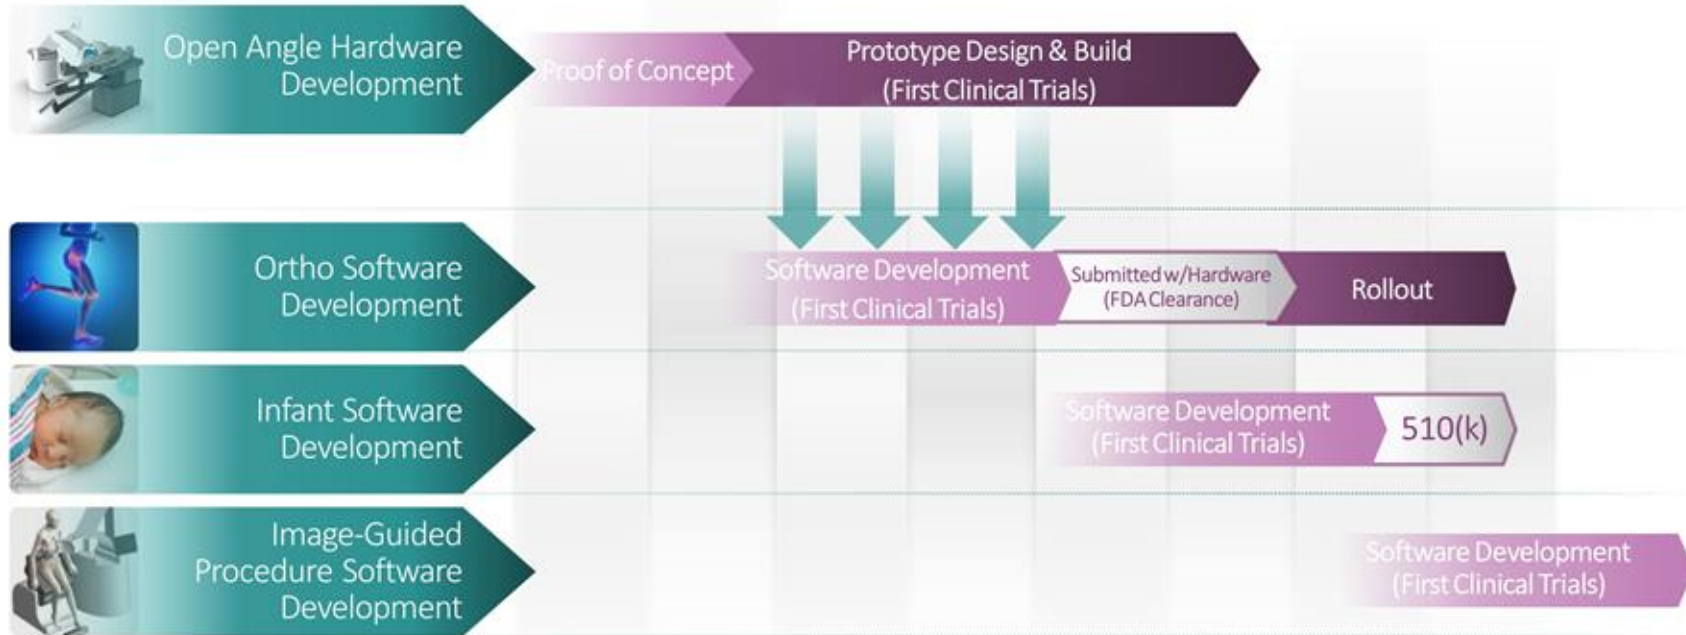 Open Angle Hardware
Development
Proof of Concept
Prototype Design & Build
(First Clinical Trials)
Ortho Software
Development
Software Development
(First Clinical Trials)
Submitted w/Hardware
(FDA Clearance)
Rollout
Infant Software
Development
Software Development
(First Clinical Trials)
510(k)
Image-Guided
Procedure Software
Development
Software Development
(First Clinical Trials)